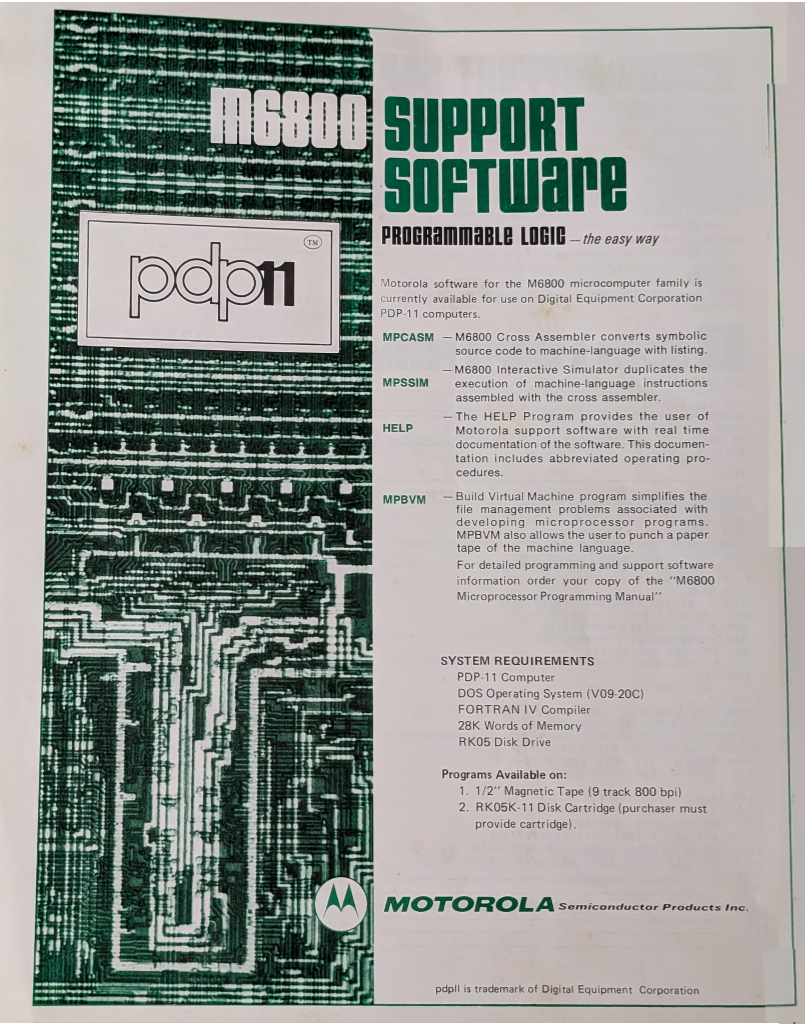 M6800 SUPPORT
SOFTWARE
PROGRAMMABLE LOGIC — the easy way
pdp11 TM
Motorola software for the M6800 microcomputer family is
currently available for use on Digital Equipment Corporation
PDP-11 computers.
MPCASM — M6800 Cross Assembler converts symbolic
source code to machine-language with listing.
— M6800 Interactive Simulator duplicates the
MPSSIM execution of machine-language instructions
assembled with the cross assembler.
— The HELP Program provides the user of
HELP Motorola support software with real time
documentation of the software. This documen-
tation includes abbreviated operating pro-
cedures.
MPBVM — Build Virtual Machine program simplifies the
file management problems associated with
developing microprocessor programs.
MPBVM also allows the user to punch a paper
tape of the machine language.
For detailed programming and support software
information order your copy of the "M6800
Microprocessor Programming Manual"
SYSTEM REQUIREMENTS
PDP-11 Computer
DOS Operating System (V09-20C)
FORTRAN IV Compiler
28K Words of Memory
RK05 Disk Drive
Programs Available on:
1. 1/2" Magnetic Tape (9 track 800 bpi)
2. RK05K-11 Disk Cartridge (purchaser must
provide cartridge).
MOTOROLA Semiconductor Products Inc.
pdpll is trademark of Digital Equipment Corporation